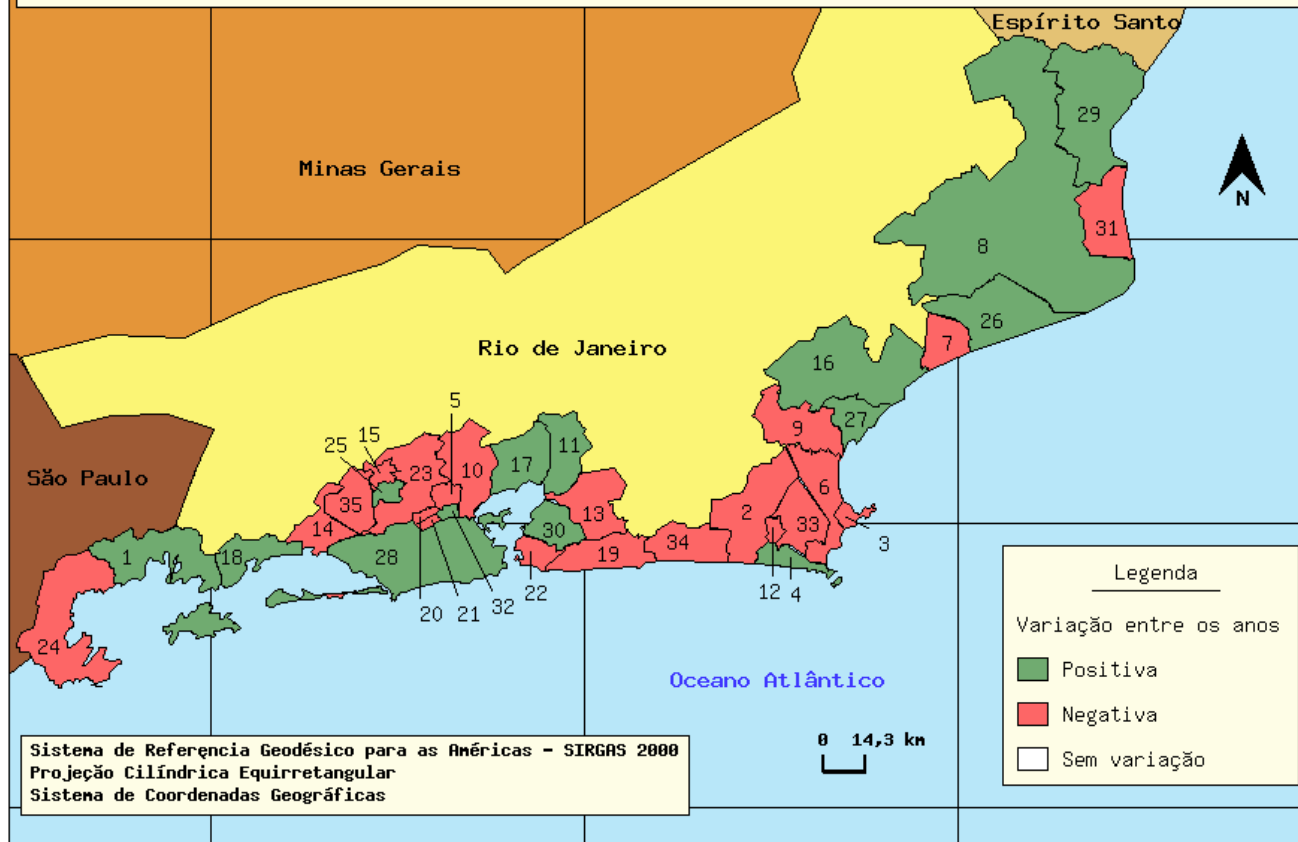 Espírito Santo
29
Minas Gerais
N
31
8
26
Rio de Janeiro
7
16
5
27
15
9
25
11
17
23
10
São Paulo
6
35
2
13
14
33
30
28
1
18
34
19
3
12
4
22
32
21
20
24
Oceano Atlântico
Legenda
Variação entre os anos
Positiva
Negativa
Sem variação
0 14,3 km
Sistema de Referençia Geodésico para as Américas - SIRGAS 2000
Projeção Cilíndrica Equirretangular
Sistema de Coordenadas Geográficas